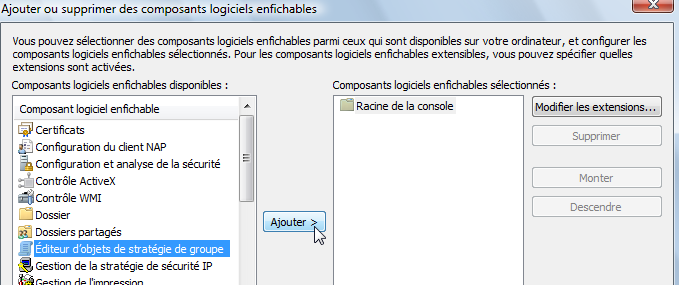 Ajouter ou supprimer des composants logiciels enfichables
Vous pouvez sélectionner des composants logiciels enfichables parmi ceux qui sont disponibles sur votre ordinateur, et configurer les
composants logiciels enfichables sélectionnés. Pour les composants logiciels enfichables extensibles, vous pouvez spécifier quelles
extensions sont activées.
Composants logiciels enfichables disponibles :
Composant logiciel enfichable
Certificats
Configuration du client NAP
Configuration et analyse de la sécurité
Contrôle ActiveX
Contrôle WMI
Dossier
Dossiers partagés
Éditeur d'objets de stratégie de groupe
Gestion de la stratégie de sécurité IP
Gestion de l'impression
Ajouter >
Composants logiciels enfichables sélectionnés :
Racine de la console
Modifier les extensions...
Supprimer
Monter
Descendre